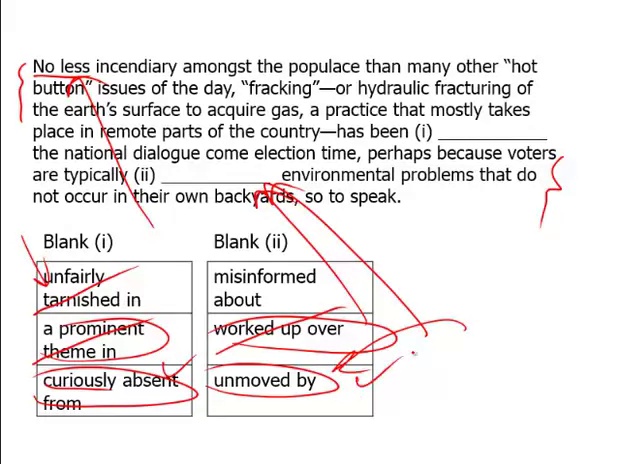 No less incendiary amongst the populace than many other “hot
button” issues of the day, “fracking”—or hydraulic fracturing of
the earth’s surface to acquire gas, a practice that mostly takes
place in remote parts of the country—has been (i) ____________
the national dialogue come election time, perhaps because voters
are typically (ii) _____________ environmental problems that do
not occur in their own backyards, so to speak.
Blank (i) Blank (ii)
unfairly misinformed
tarnished in about
a prominent worked up over
theme in
curiously absent unmoved by
from